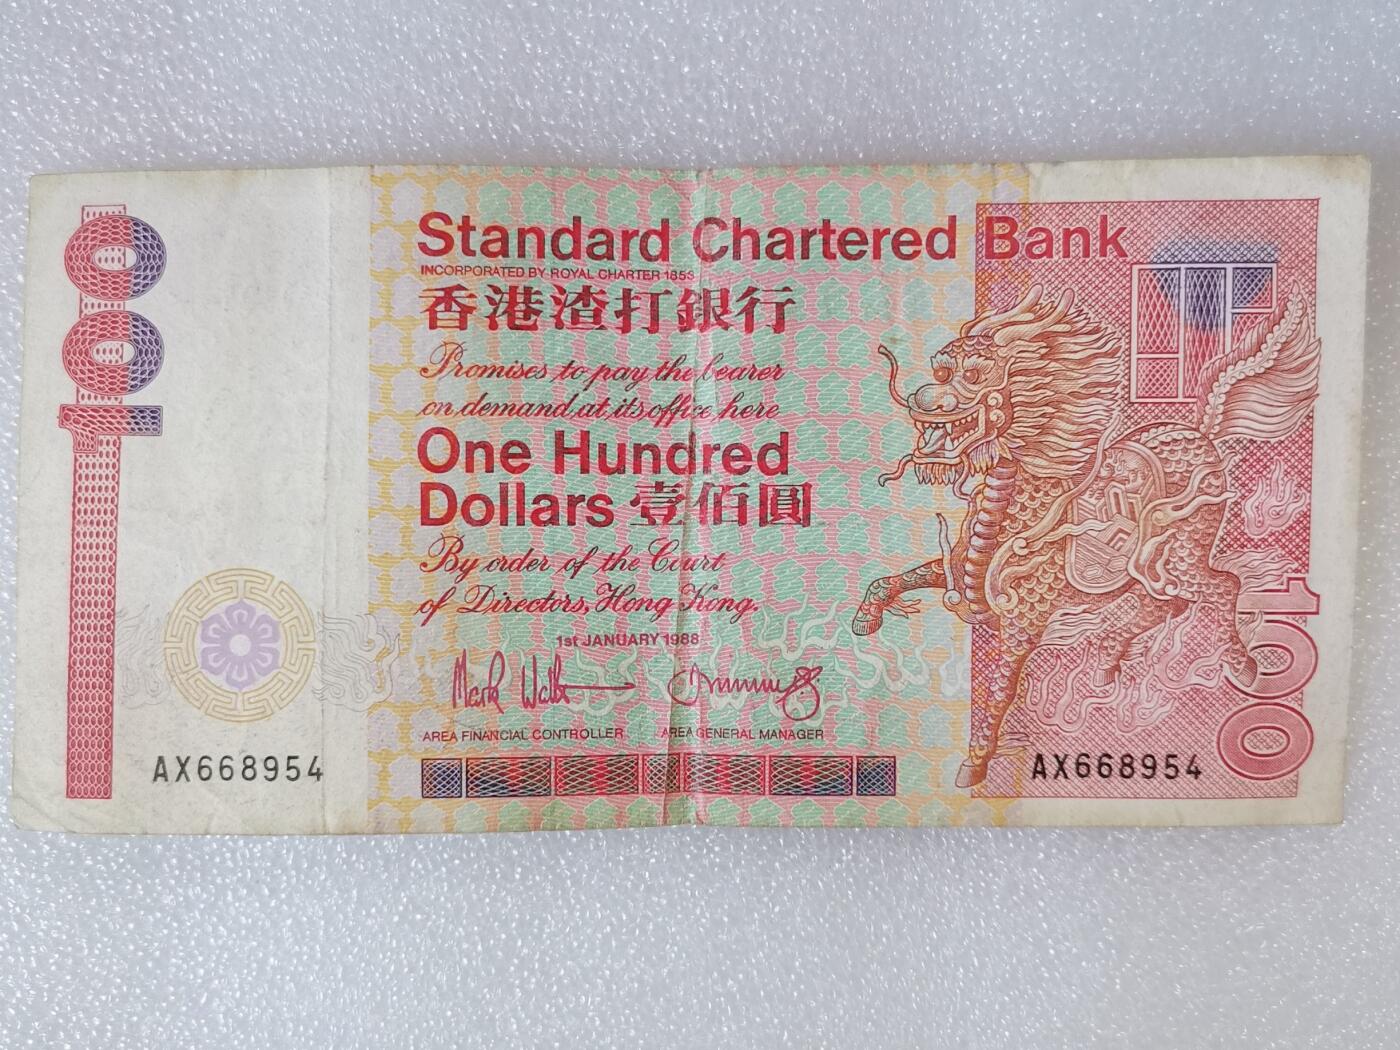 100
Standard Chartered Bank
INCORPORATED BY ROYAL CHARTER 1853
香港渣打銀行
Promises to pay the bearer
on demand at its office here
One Hundred
Dollars 壹佰圓
By order of the Court
of Directors, Hong Kong.
1st JANUARY 1988
AREA FINANCIAL CONTROLLER AREA GENERAL MANAGER
AX668954
AX668954
100